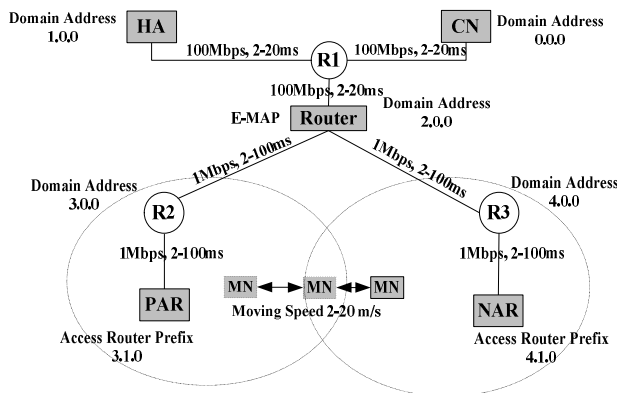 Domain Address
1.0.0
HA
CN
Domain Address
0.0.0
100Mbps, 2-20ms
R1
100Mbps, 2-20ms
100Mbps, 2-20ms
E-MAP
Router
Domain Address
2.0.0
1Mbps, 2-100ms
1Mbps, 2-100ms
Domain Address
3.0.0
R2
R3
Domain Address
4.0.0
1Mbps, 2-100ms
1Mbps, 2-100ms
MN
MN
MN
Moving Speed 2-20 m/s
PAR
NAR
Access Router Prefix
3.1.0
Access Router Prefix
4.1.0